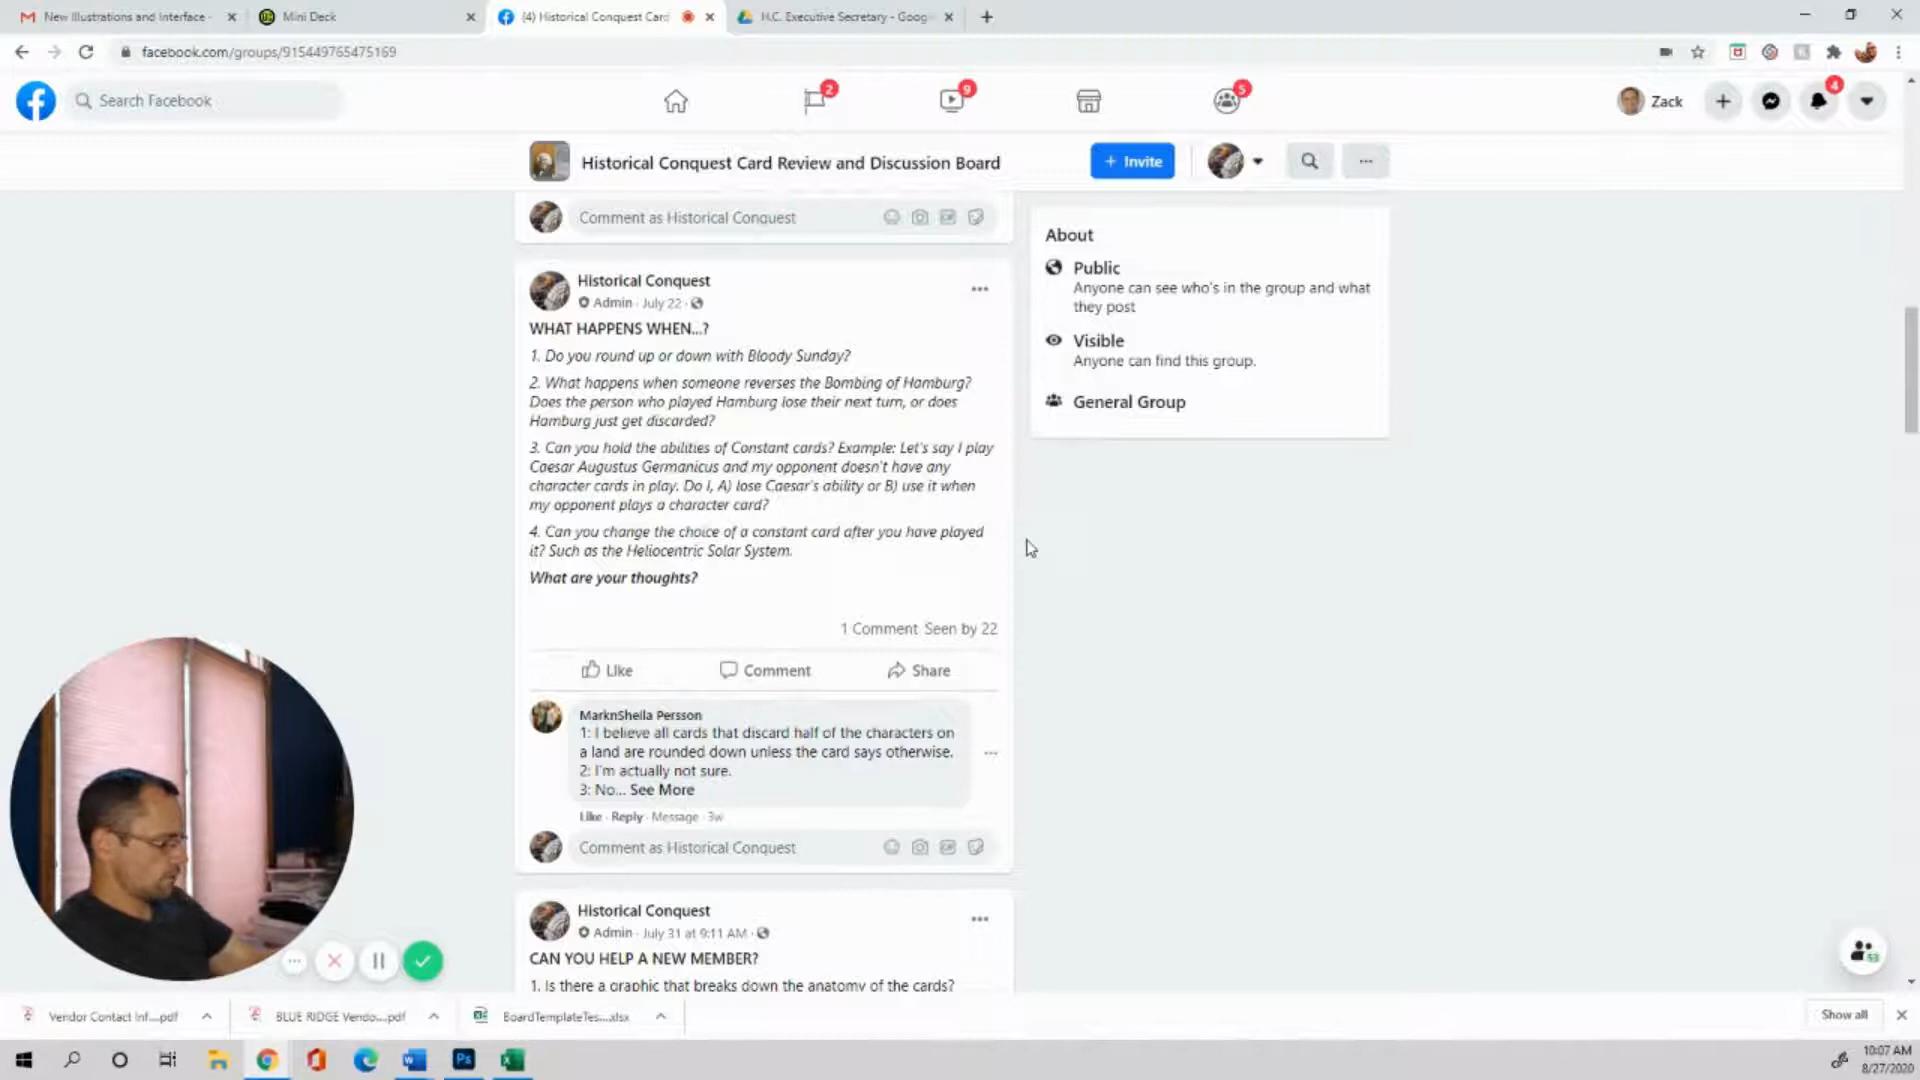 New Illustrations and Interface -
Mini Deck
(4) Historical Conquest Card
H.C. Executive Secretary - Goog
facebook.com/groups/915449765475169
Search Facebook
2
9
5
Zack
4
Historical Conquest Card Review and Discussion Board
+ Invite
Comment as Historical Conquest
About
Public
Anyone can see who's in the group and what
they post
Visible
Anyone can find this group.
General Group
Historical Conquest
Admin · July 22 ·
WHAT HAPPENS WHEN...?
1. Do you round up or down with Bloody Sunday?
2. What happens when someone reverses the Bombing of Hamburg?
Does the person who played Hamburg lose their next turn, or does
Hamburg just get discarded?
3. Can you hold the abilities of Constant cards? Example: Let's say I play
Caesar Augustus Germanicus and my opponent doesn't have any
character cards in play. Do I, A) lose Caesar's ability or B) use it when
my opponent plays a character card?
4. Can you change the choice of a constant card after you have played
it? Such as the Heliocentric Solar System.
What are your thoughts?
1 Comment Seen by 22
Like Comment Share
MarknSheila Persson
1: I believe all cards that discard half of the characters on
a land are rounded down unless the card says otherwise.
2: I'm actually not sure.
3: No... See More
Like · Reply · Message · 3w
Comment as Historical Conquest
Historical Conquest
Admin · July 31 at 9:11 AM ·
CAN YOU HELP A NEW MEMBER?
1. Is there a graphic that breaks down the anatomy of the cards?
53
Vendor Contact Inf....pdf
BLUE RIDGE Vendo....pdf
BoardTemplateTes....xlsx
Show all
Ps
10:07 AM
8/27/2020